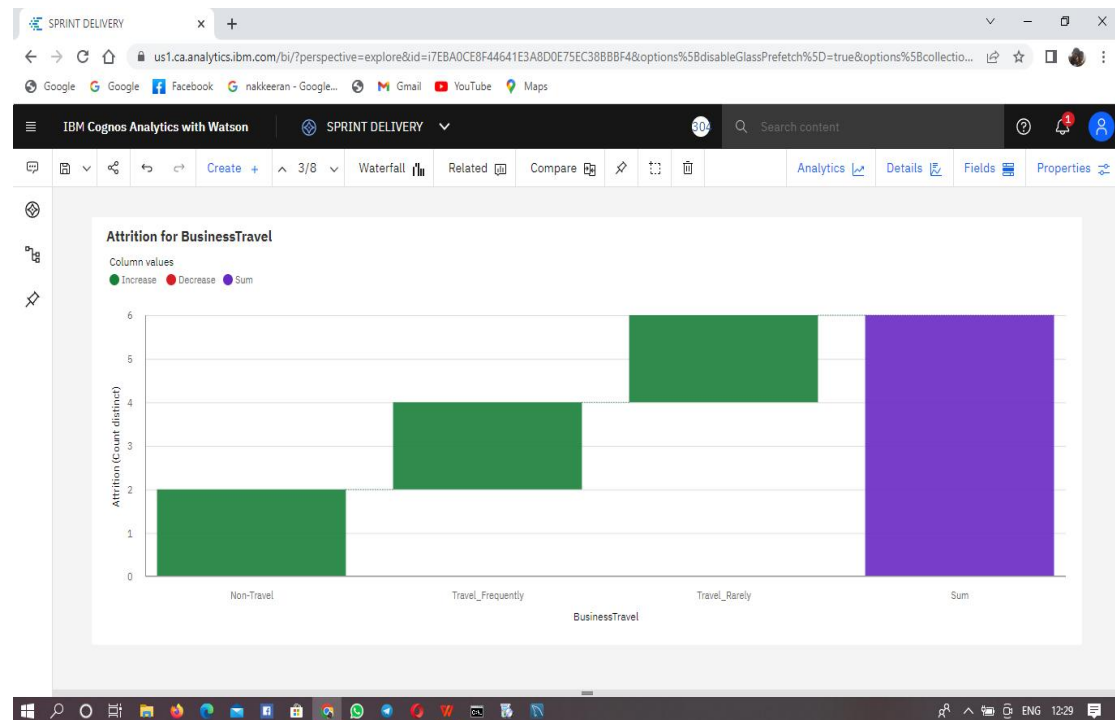 SPRINT DELIVERY
us1.ca.analytics.ibm.com/bi/?perspective=explore&id=i7EBA0CE8F44641E3A8D0E75EC38BBBF4&options%5BdisableGlassPrefetch%5D=true&options%5Bcollectio...
Google Google Facebook nakkeeran - Google... Gmail YouTube Maps
IBM Cognos Analytics with Watson SPRINT DELIVERY 304 Search content 1
Create + 3/8 Waterfall Related Compare Analytics Details Fields Properties
Attrition for BusinessTravel
Column values
Increase Decrease Sum
6
5
4
3
2
1
0
Attrition (Count distinct)
Non-Travel Travel_Frequently Travel_Rarely Sum
BusinessTravel
ENG 12:29